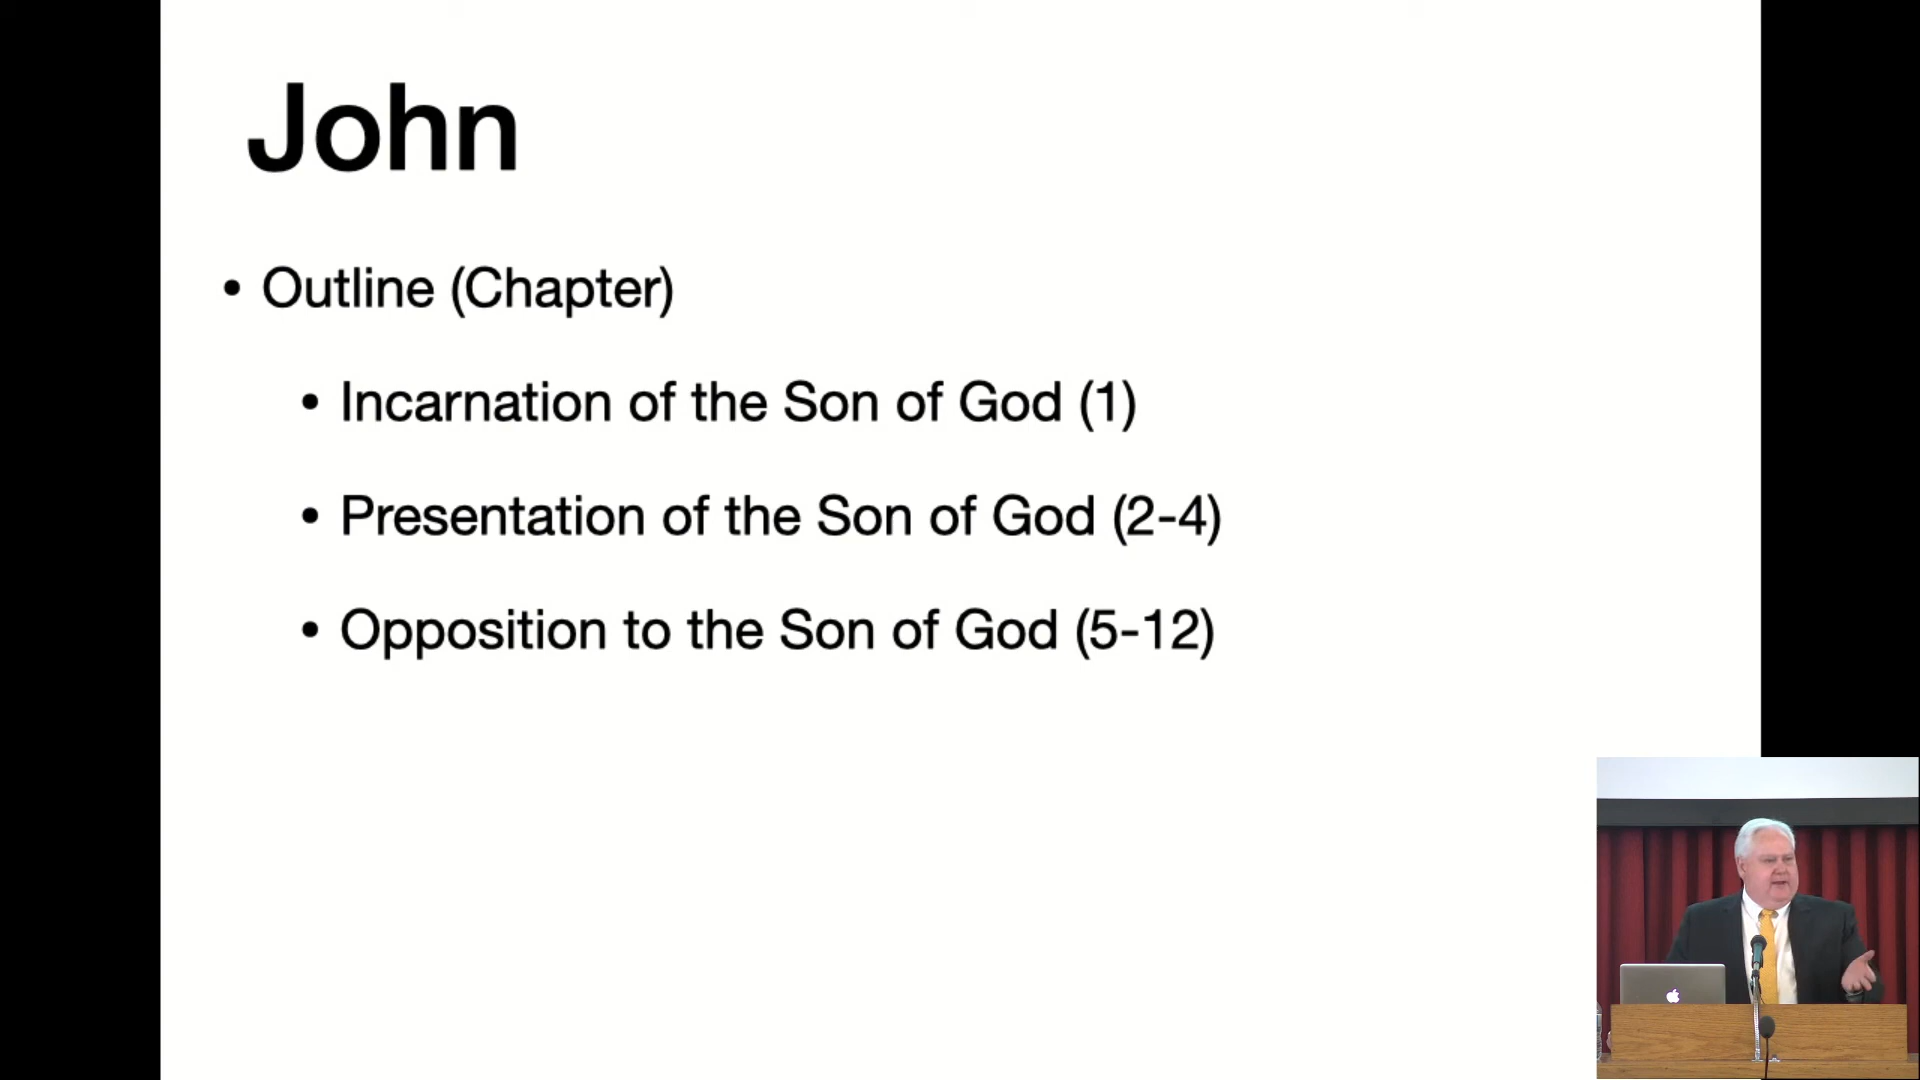 John
• Outline (Chapter)
• Incarnation of the Son of God (1)
• Presentation of the Son of God (2-4)
• Opposition to the Son of God (5-12)